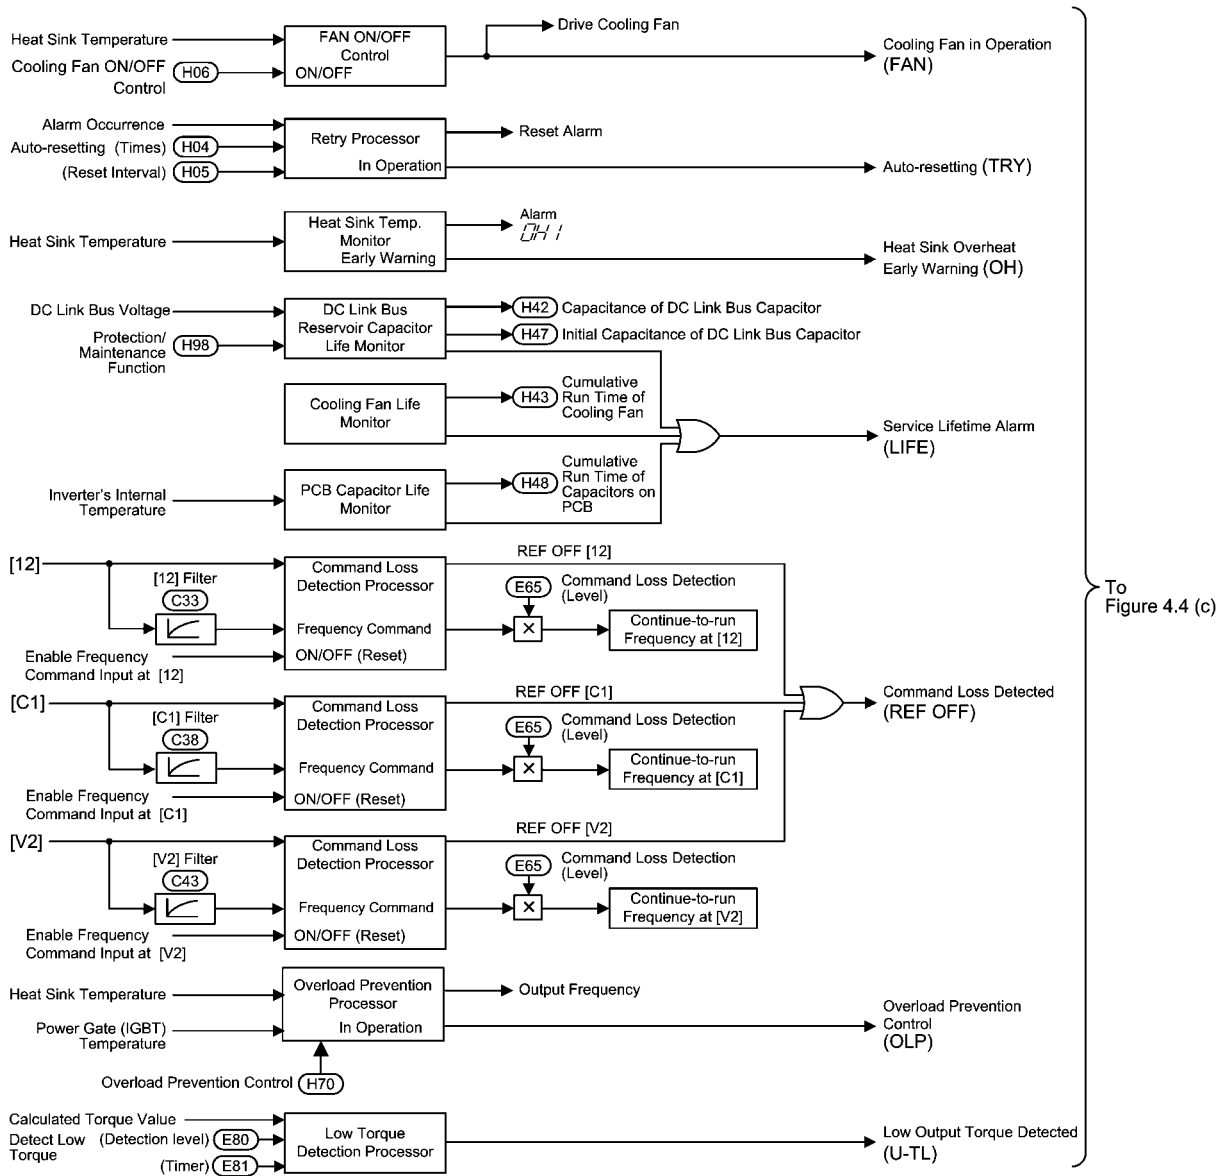 Drive Cooling Fan
Heat Sink Temperature
FAN ON/OFF
Control
ON/OFF
Cooling Fan ON/OFF
Control
H06
Cooling Fan in Operation
(FAN)
Alarm Occurrence
Auto-resetting (Times) H04
(Reset Interval) H05
Retry Processor
In Operation
Reset Alarm
Auto-resetting (TRY)
Heat Sink Temperature
Heat Sink Temp.
Monitor
Early Warning
Alarm
OH1
Heat Sink Overheat
Early Warning (OH)
DC Link Bus Voltage
Protection/
Maintenance
Function
H98
DC Link Bus
Reservoir Capacitor
Life Monitor
H42 Capacitance of DC Link Bus Capacitor
H47 Initial Capacitance of DC Link Bus Capacitor
Cooling Fan Life
Monitor
H43
Cumulative
Run Time of
Cooling Fan
Service Lifetime Alarm
(LIFE)
Inverter's Internal
Temperature
PCB Capacitor Life
Monitor
H48
Cumulative
Run Time of
Capacitors on
PCB
[12]
[12] Filter
C33
Enable Frequency
Command Input at [12]
Command Loss
Detection Processor
Frequency Command
ON/OFF (Reset)
REF OFF [12]
E65
Command Loss Detection
(Level)
×
Continue-to-run
Frequency at [12]
To
Figure 4.4 (c)
[C1]
[C1] Filter
C38
Enable Frequency
Command Input at [C1]
Command Loss
Detection Processor
Frequency Command
ON/OFF (Reset)
REF OFF [C1]
E65
Command Loss Detection
(Level)
×
Continue-to-run
Frequency at [C1]
Command Loss Detected
(REF OFF)
[V2]
[V2] Filter
C43
Enable Frequency
Command Input at [V2]
Command Loss
Detection Processor
Frequency Command
ON/OFF (Reset)
REF OFF [V2]
E65
Command Loss Detection
(Level)
×
Continue-to-run
Frequency at [V2]
Heat Sink Temperature
Power Gate (IGBT)
Temperature
Overload Prevention
Processor
In Operation
Output Frequency
Overload Prevention
Control
(OLP)
Overload Prevention Control H70
Calculated Torque Value
Detect Low
Torque
(Detection level) E80
(Timer) E81
Low Torque
Detection Processor
Low Output Torque Detected
(U-TL)